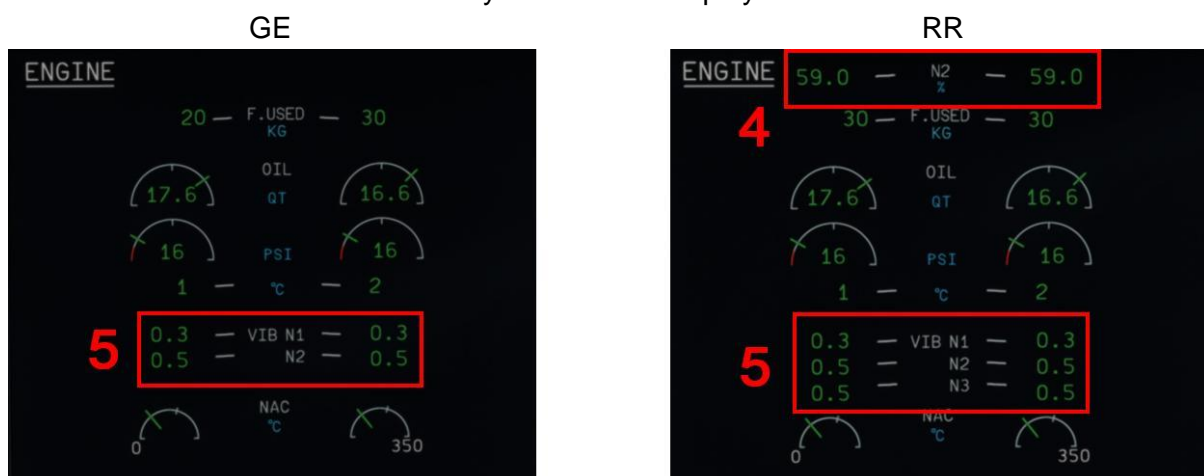 GE
ENGINE
20 — F.USED — 30
KG
OIL
17.6 QT 16.6
16 PSI 16
1 — °C — 2
5
0.3 — VIB N1 — 0.3
0.5 — N2 — 0.5
NAC
°C
0 350
RR
ENGINE 59.0 — N2 — 59.0
%
4
30 — F.USED — 30
KG
OIL
17.6 QT 16.6
16 PSI 16
1 — °C — 2
5
0.3 — VIB N1 — 0.3
0.5 — N2 — 0.5
0.5 — N3 — 0.5
NAC
°C
0 350